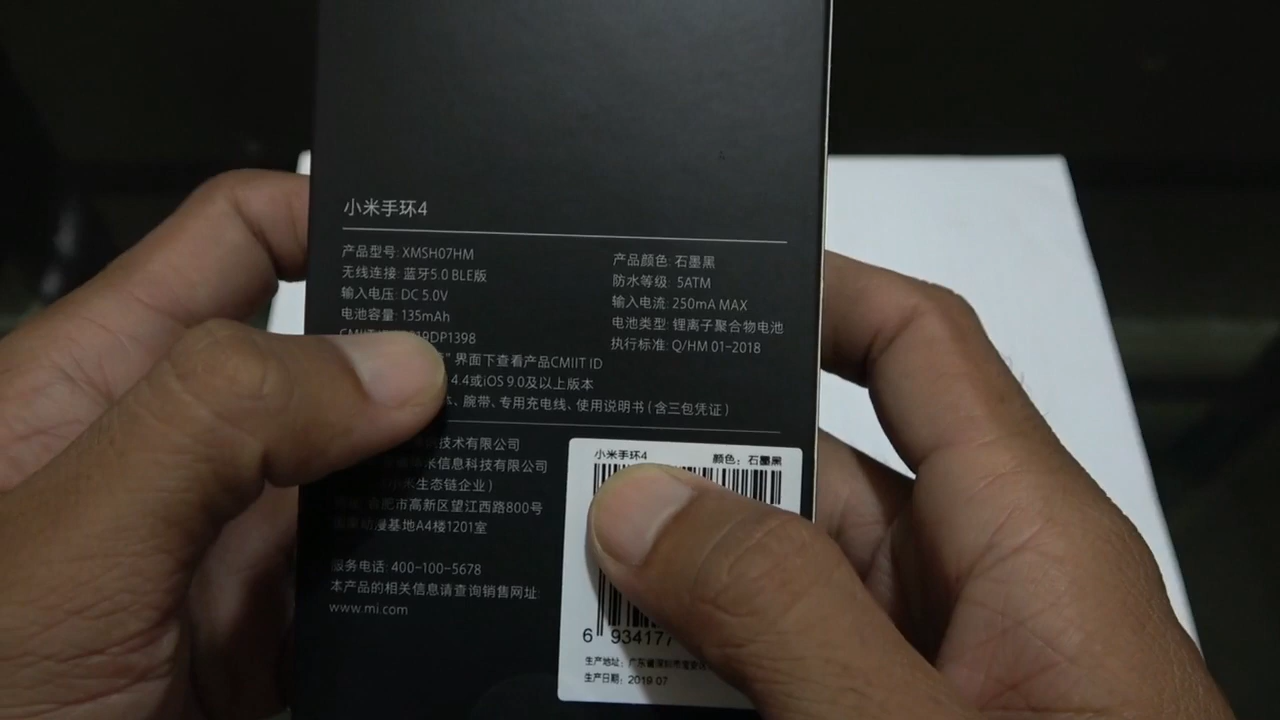 小米手环4
产品型号: XMSH07HM
无线连接: 蓝牙5.0 BLE版
输入电压: DC 5.0V
电池容量: 135mAh
DP1398
产品颜色: 石墨黑
防水等级: 5ATM
输入电流: 250mA MAX
电池类型: 锂离子聚合物电池
执行标准: Q/HM 01-2018
" 界面下查看产品CMIIT ID
4.4或iOS 9.0及以上版本
、腕带、专用充电线、使用说明书 (含三包凭证)
技术有限公司
信息科技有限公司
小米生态链企业)
合肥市高新区望江西路800号
动漫基地A4楼1201室
服务电话: 400-100-5678
本产品的相关信息请查询销售网址:
www.mi.com
小米手环4
颜色: 石墨黑
6 934177
生产地址: 广东省深圳市宝安
生产日期: 2019 07